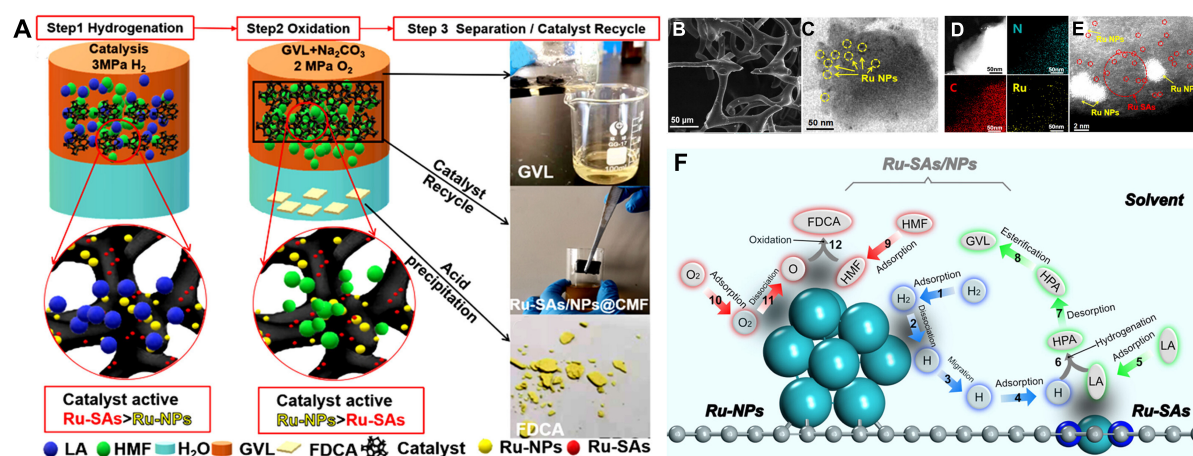 A
Step1 Hydrogenation
Step2 Oxidation
Step 3 Separation / Catalyst Recycle
Catalysis
3MPa H₂
GVL+Na₂CO₃
2 MPa O₂
Catalyst
Recycle
Acid
precipitation
GVL
Ru-SAs/NPs@CMF
FDCA
Catalyst active
Ru-SAs>Ru-NPs
Catalyst active
Ru-NPs>Ru-SAs
LA
HMF
H₂O
GVL
FDCA
Catalyst
Ru-NPs
Ru-SAs
B
50 μm
C
Ru NPs
50 nm
D
50nm
N
50nm
C
50nm
Ru
50nm
E
Ru NPs
Ru NP
Ru SAs
Ru NPs
2 nm
F
Ru-SAs/NPs
Solvent
FDCA
Oxidation
12
HMF
9
Adsorption
O₂
Adsorption
10
O₂
Dissociation
11
O
HMF
H₂
Adsorption
1
H₂
2
Dissociation
H
Migration
3
H
Adsorption
4
H
GVL
Esterification
8
HPA
7
Desorption
HPA
Hydrogenation
6
LA
Adsorption
5
LA
Ru-NPs
Ru-SAs